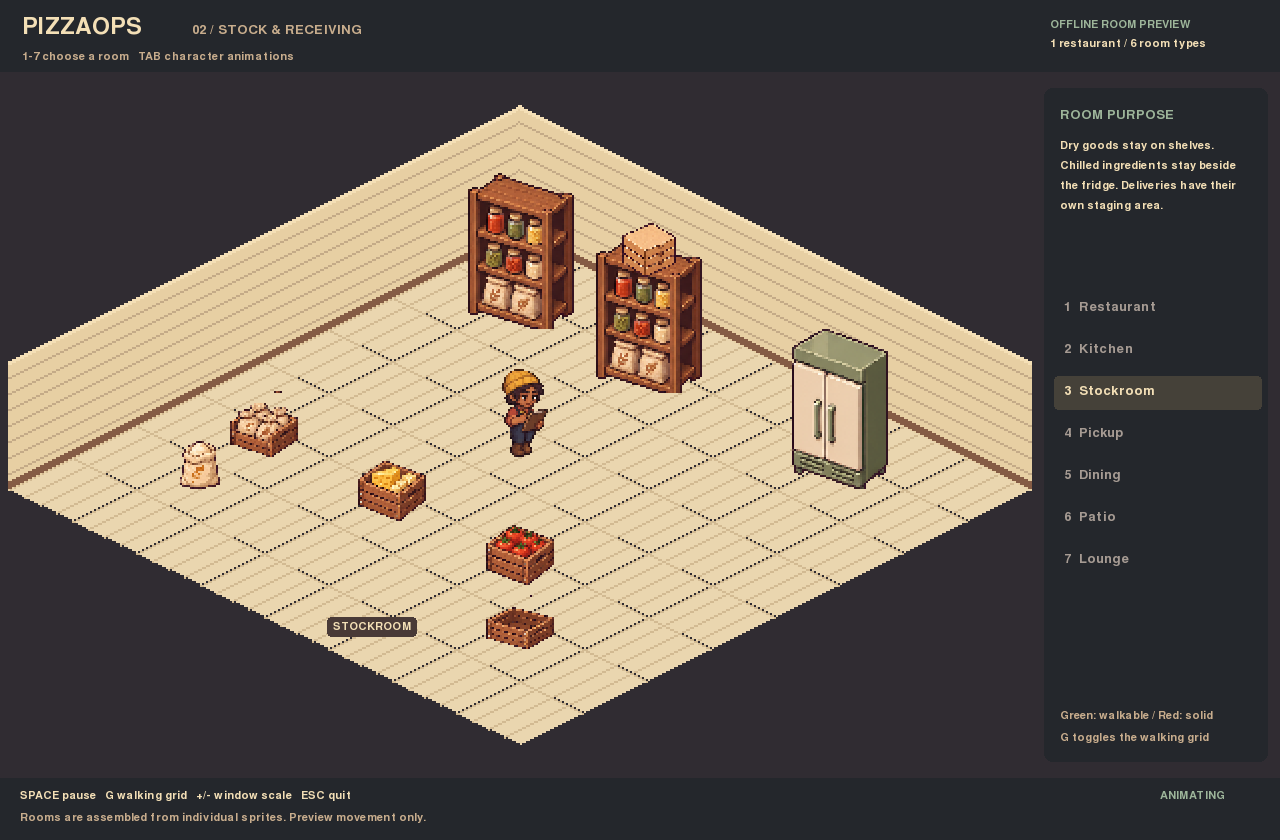 PIZZAOPS
02 / STOCK & RECEIVING
1-7 choose a room TAB character animations
OFFLINE ROOM PREVIEW
1 restaurant / 6 room types
ROOM PURPOSE
Dry goods stay on shelves.
Chilled ingredients stay beside
the fridge. Deliveries have their
own staging area.
1 Restaurant
2 Kitchen
3 Stockroom
4 Pickup
5 Dining
6 Patio
7 Lounge
STOCKROOM
Green: walkable / Red: solid
G toggles the walking grid
SPACE pause G walking grid +/- window scale ESC quit
Rooms are assembled from individual sprites. Preview movement only.
ANIMATING